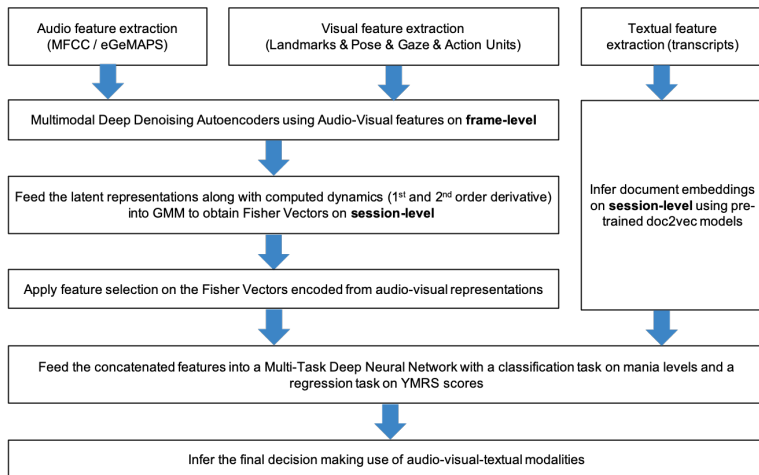 Audio feature extraction
(MFCC / eGeMAPS)
Visual feature extraction
(Landmarks & Pose & Gaze & Action Units)
Textual feature
extraction (transcripts)
Multimodal Deep Denoising Autoencoders using Audio-Visual features on frame-level
Feed the latent representations along with computed dynamics (1st and 2nd order derivative)
into GMM to obtain Fisher Vectors on session-level
Infer document embeddings
on session-level using pre-
trained doc2vec models
Apply feature selection on the Fisher Vectors encoded from audio-visual representations
Feed the concatenated features into a Multi-Task Deep Neural Network with a classification task on mania levels and a
regression task on YMRS scores
Infer the final decision making use of audio-visual-textual modalities